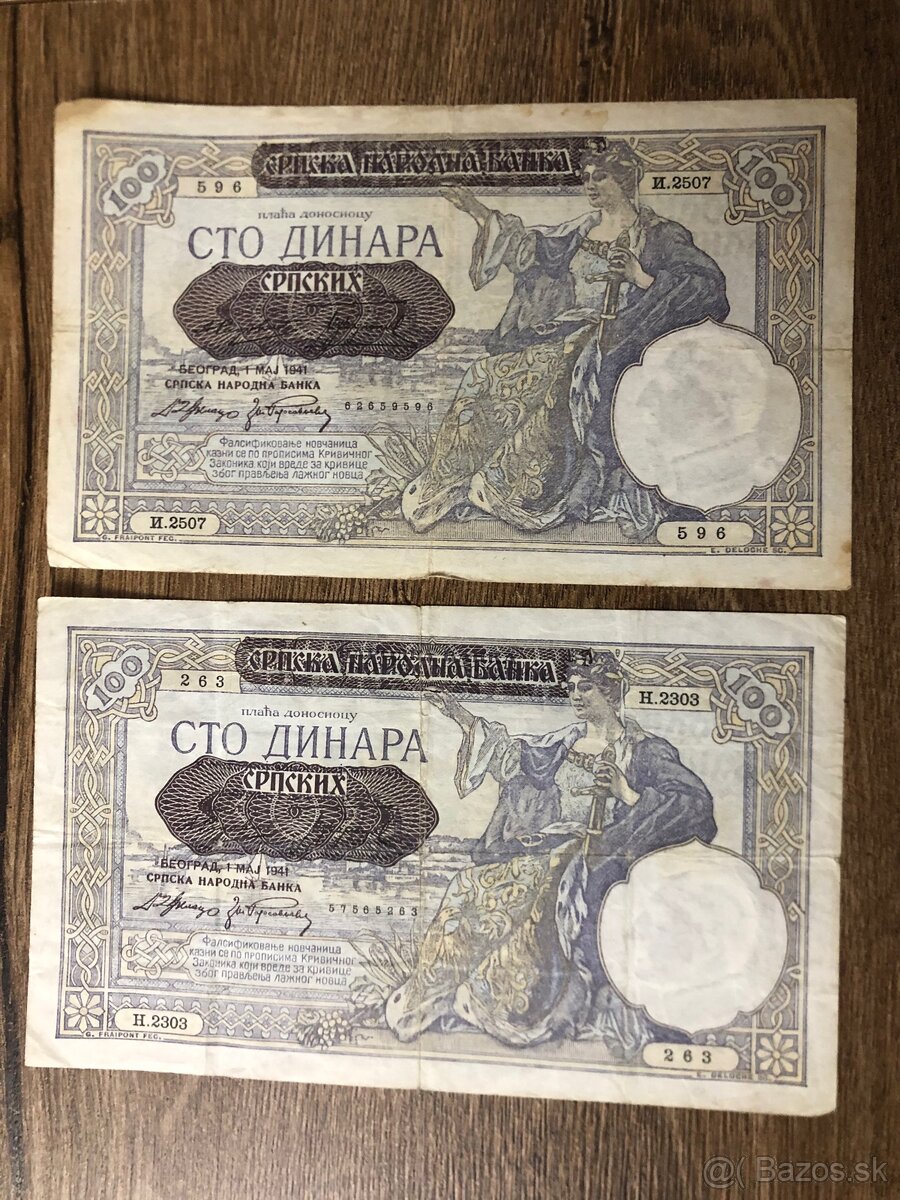 СРПСКА НАРОДНА БАНКА
100
596
И.2507
100
плаћа доносиоцу
СТО ДИНАРА
СРПСКИХ
БЕОГРАД, 1 МАЈ 1941
СРПСКА НАРОДНА БАНКА
62659596
Фалсификовање новчаница
казни се по прописима Кривичног
Законика који вреде за кривице
због прављења лажног новца
И.2507
596
G. FRAIPONT FEC.
E. DELOCHE SC.
СРПСКА НАРОДНА БАНКА
100
263
Н.2303
100
плаћа доносиоцу
СТО ДИНАРА
СРПСКИХ
БЕОГРАД, 1 МАЈ 1941
СРПСКА НАРОДНА БАНКА
57565263
Фалсификовање новчаница
казни се по прописима Кривичног
Законика који вреде за кривице
због прављења лажног новца
Н.2303
263
G. FRAIPONT FEC.
E. DELOCHE SC.
@( Bazos.sk